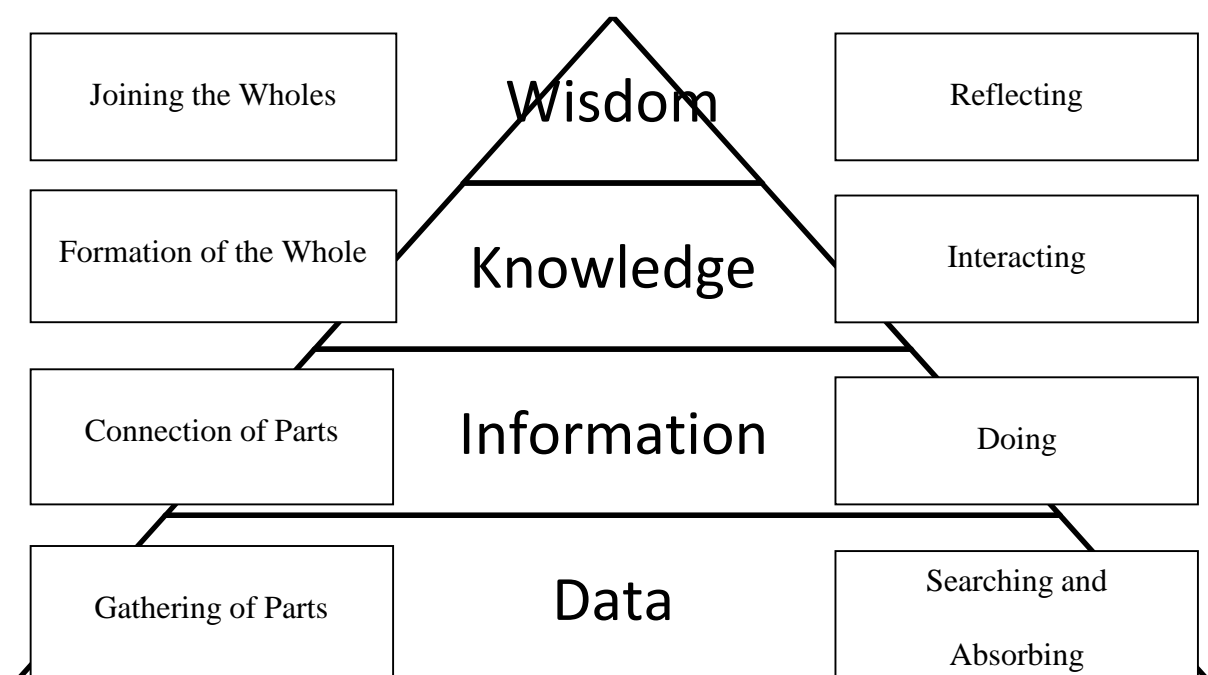 Joining the Wholes
Wisdom
Reflecting
Formation of the Whole
Knowledge
Interacting
Connection of Parts
Information
Doing
Gathering of Parts
Data
Searching and
Absorbing